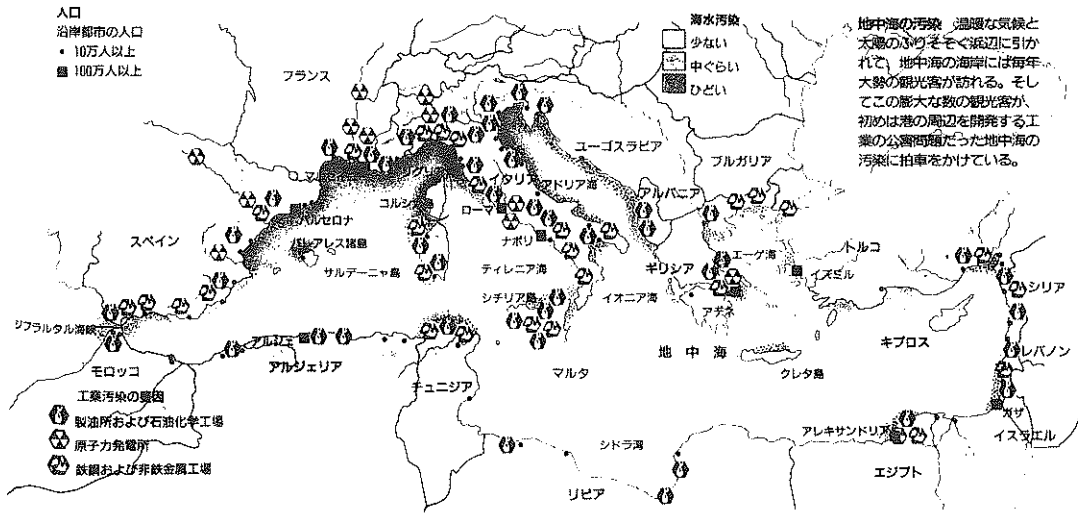 人口
沿岸都市の人口
・10万人以上
100万人以上
海水汚染
少ない
中ぐらい
ひどい
地中海の汚染 温暖な気候と
太陽のふりそそぐ浜辺に引か
れて、地中海の海岸には毎年
大勢の観光客が訪れる。そし
てこの膨大な数の観光客が、
初めは港の周辺を開発する工
業の公害問題だった地中海の
汚染に拍車をかけている。
フランス
ユーゴスラビア
ブルガリア
イタリア
アドリア海
アルバニア
コルシカ島
ローマ
バルセロナ
スペイン
バレアレス諸島
ナポリ
エーゲ海
トルコ
サルデーニャ島
ティレニア海
ギリシア
イズミル
シリア
シチリア島
イオニア海
アテネ
ジブラルタル海峡
アルジェ
キプロス
地中海
レバノン
モロッコ
アルジェリア
チュニジア
マルタ
クレタ島
工業汚染の要因
製油所および石油化学工場
原子力発電所
鉄鋼および非鉄金属工場
ガザ
アレキサンドリア
イスラエル
シドラ湾
エジプト
リビア